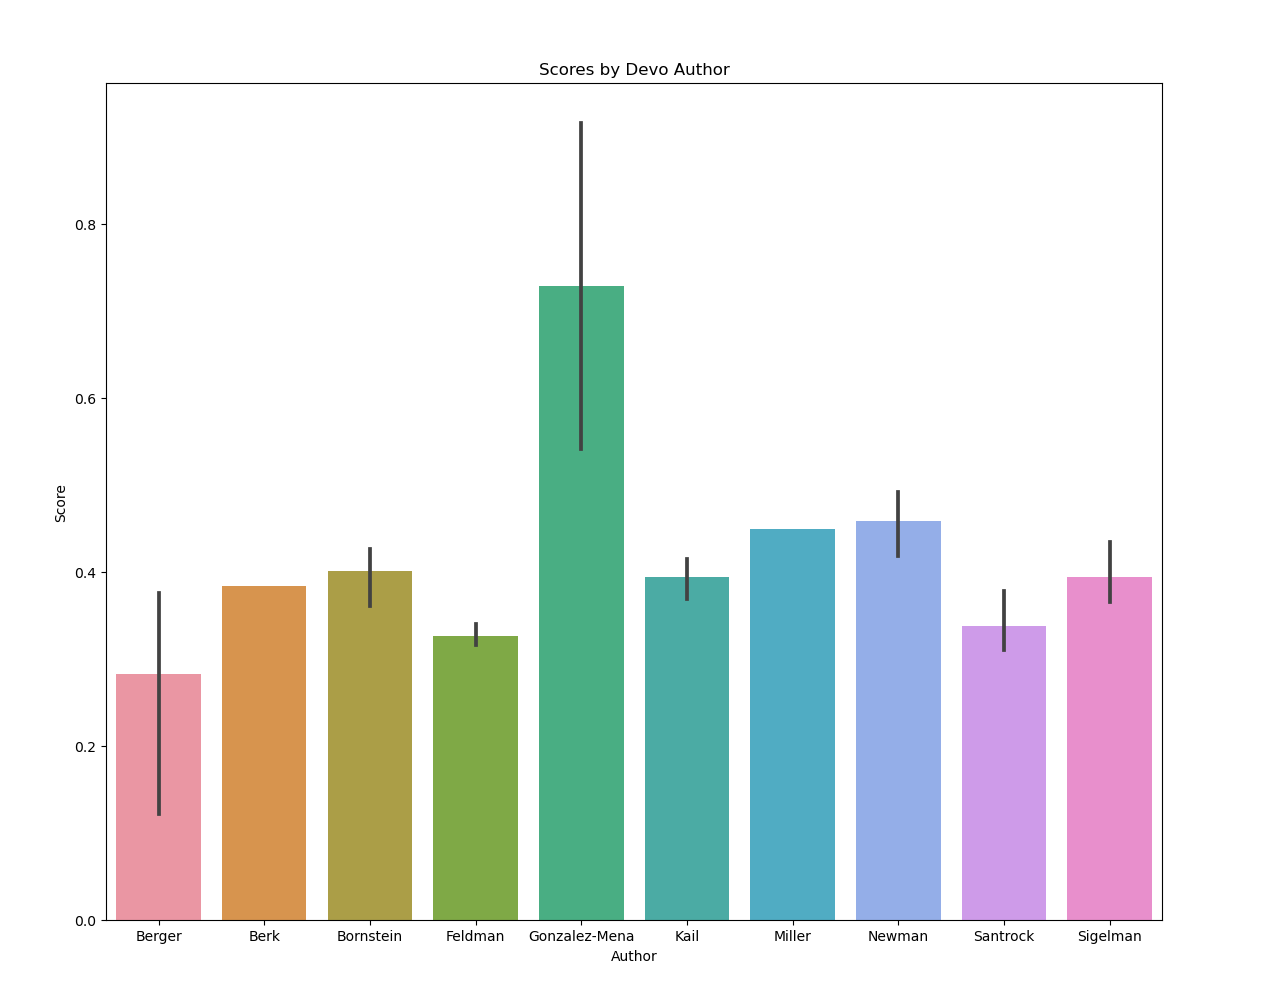 Scores by Devo Author
Score
0.8
0.6
0.4
0.2
0.0
Berger Berk Bornstein Feldman Gonzalez-Mena Kail Miller Newman Santrock Sigelman
Author